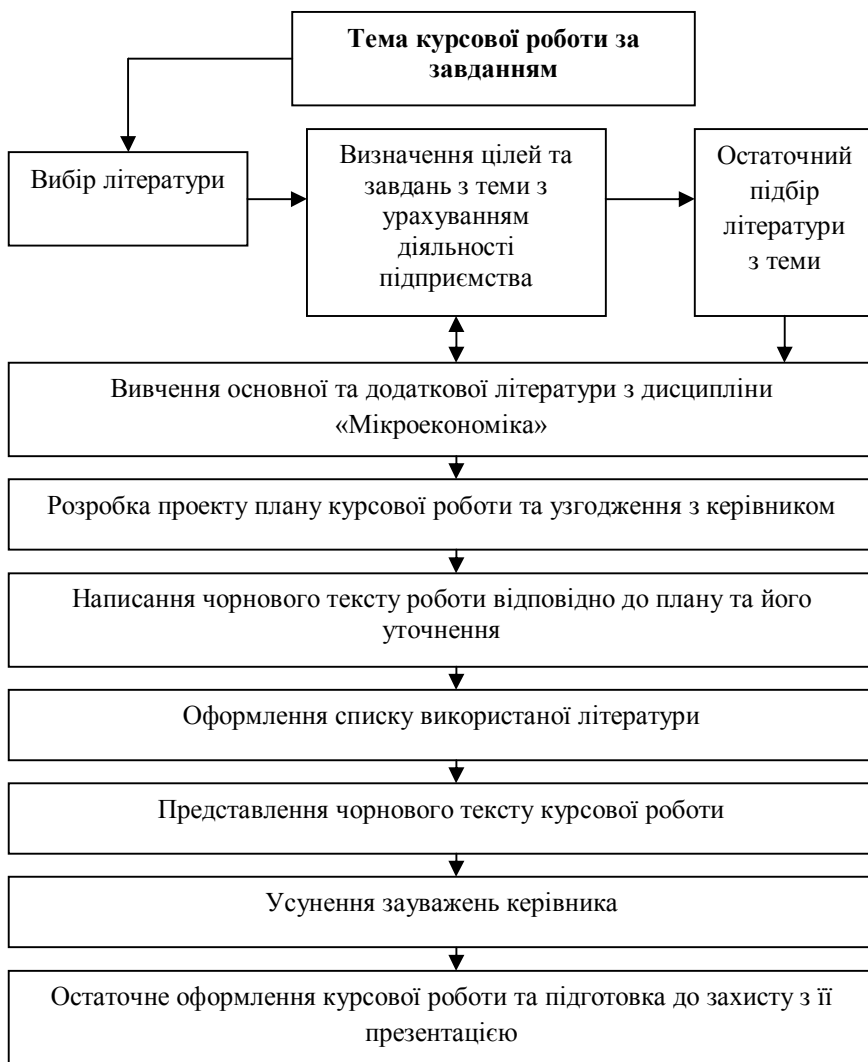 Тема курсової роботи за
завданням
Вибір літератури
Визначення цілей та
завдань з теми з
урахуванням
діяльності
підприємства
Остаточний
підбір
літератури
з теми
Вивчення основної та додаткової літератури з дисципліни
«Мікроекономіка»
Розробка проекту плану курсової роботи та узгодження з керівником
Написання чорнового тексту роботи відповідно до плану та його
уточнення
Оформлення списку використаної літератури
Представлення чорнового тексту курсової роботи
Усунення зауважень керівника
Остаточне оформлення курсової роботи та підготовка до захисту з її
презентацією